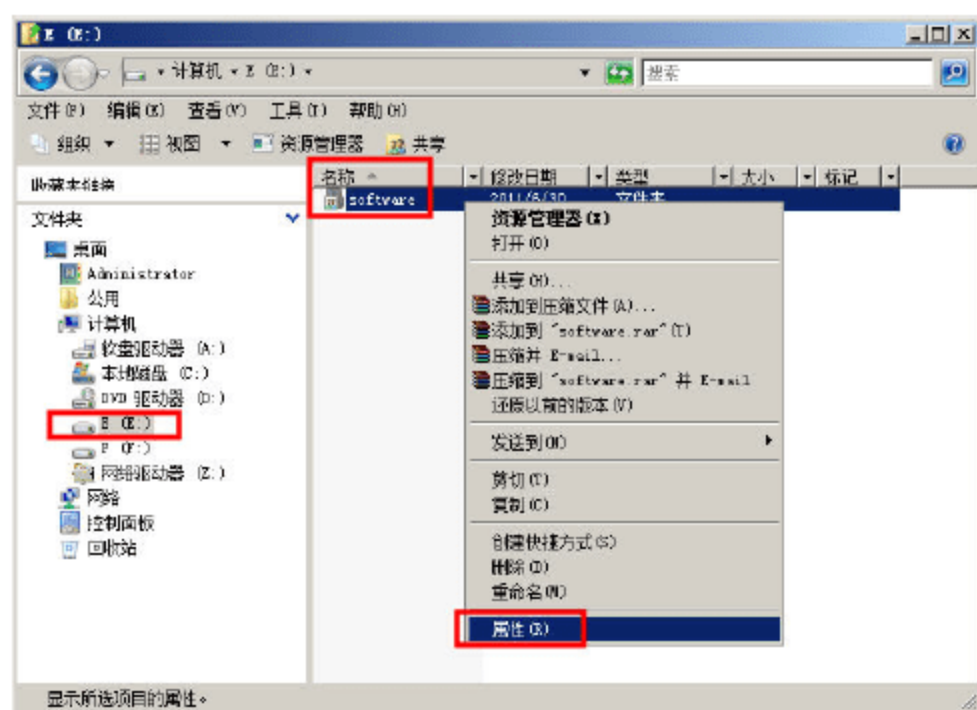 E (E:)
计算机 E (E:) 搜索
文件(F) 编辑(E) 查看(V) 工具(T) 帮助(H)
组织 视图 资源管理器 共享
收藏夹链接
文件夹
桌面
Administrator
公用
计算机
软盘驱动器 (A:)
本地磁盘 (C:)
DVD 驱动器 (D:)
E (E:)
F (F:)
网络驱动器 (Z:)
网络
控制面板
回收站
名称 修改日期 类型 大小 标记
software 2011/6/30 文件夹
资源管理器(X)
打开(O)
共享(H)...
添加到压缩文件(A)...
添加到 "software.rar"(T)
压缩并 E-mail...
压缩到 "software.rar" 并 E-mail
还原以前的版本(V)
发送到(N)
剪切(T)
复制(C)
创建快捷方式(S)
删除(D)
重命名(M)
属性(R)
显示所选项目的属性。